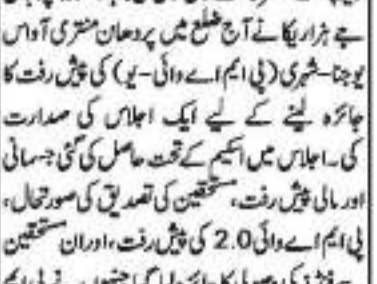 جے ہزاریکا نے آج ضلع میں پردھان منتری آواس
یوجنا-شہری (پی ایم اے وائی-یو) کی پیش رفت کا
جائزہ لینے کے لیے ایک اجلاس کی صدارت
کی۔ اجلاس میں اسکیم کے تحت حاصل کی گئی جسمانی
اور مالی پیش رفت، مستحقین کی تصدیق کی صورتحال،
پی ایم اے وائی 2.0 کی پیش رفت، اور ان مستحقین